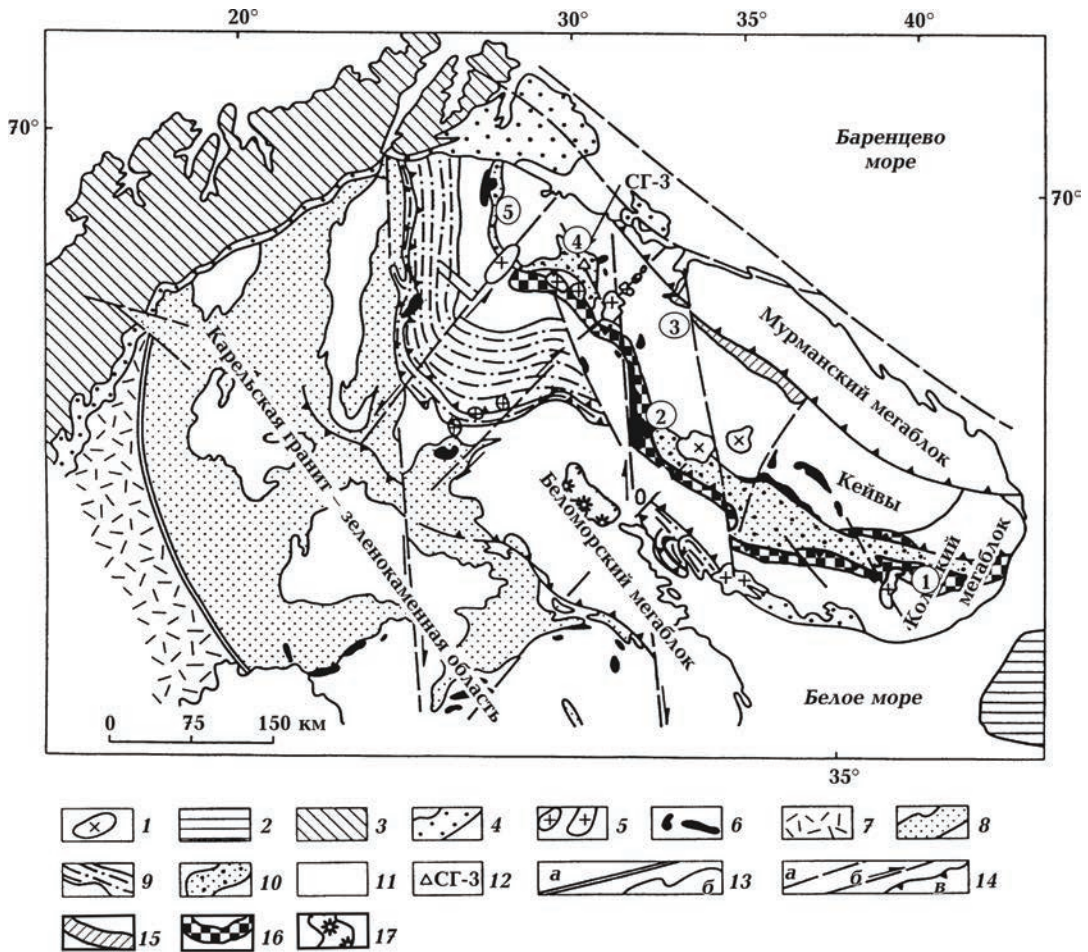 20° 30° 35° 40°
70°
Баренцево
море
70°
СГ-3
5
4
3
Мурманский мегаблок
2
Кейвы
Карельская гранит зеленокаменная область
Беломорский мегаблок
1
Кольский
мегаблок
Белое море
0 75 150 км
35°
1 2 3 4 5 6 7 8
9 10 11 СГ-3 12 а б 13 а б в 14
15 16 17